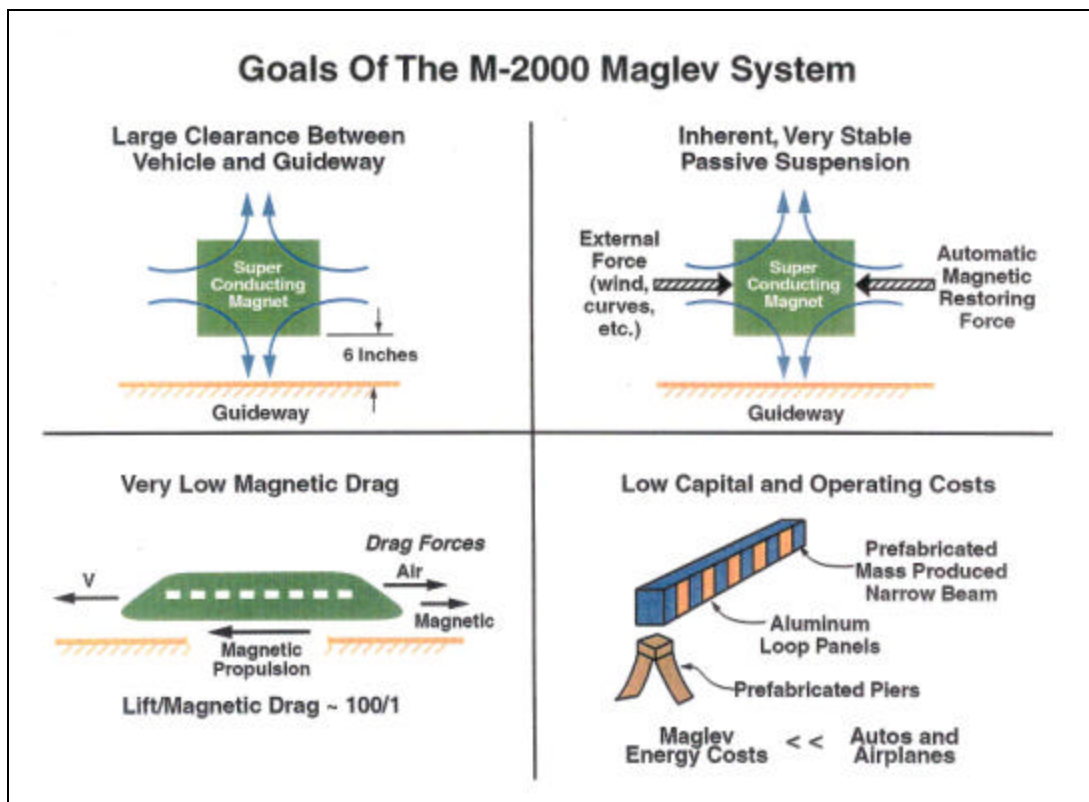 Goals Of The M-2000 Maglev System
Large Clearance Between
Vehicle and Guideway
Super
Conducting
Magnet
6 Inches
Guideway
Inherent, Very Stable
Passive Suspension
External
Force
(wind,
curves,
etc.)
Super
Conducting
Magnet
Automatic
Magnetic
Restoring
Force
Guideway
Very Low Magnetic Drag
Drag Forces
V
Air
Magnetic
Magnetic
Propulsion
Lift/Magnetic Drag ~ 100/1
Low Capital and Operating Costs
Prefabricated
Mass Produced
Narrow Beam
Aluminum
Loop Panels
Prefabricated Piers
Maglev
Energy Costs
< <
Autos and
Airplanes